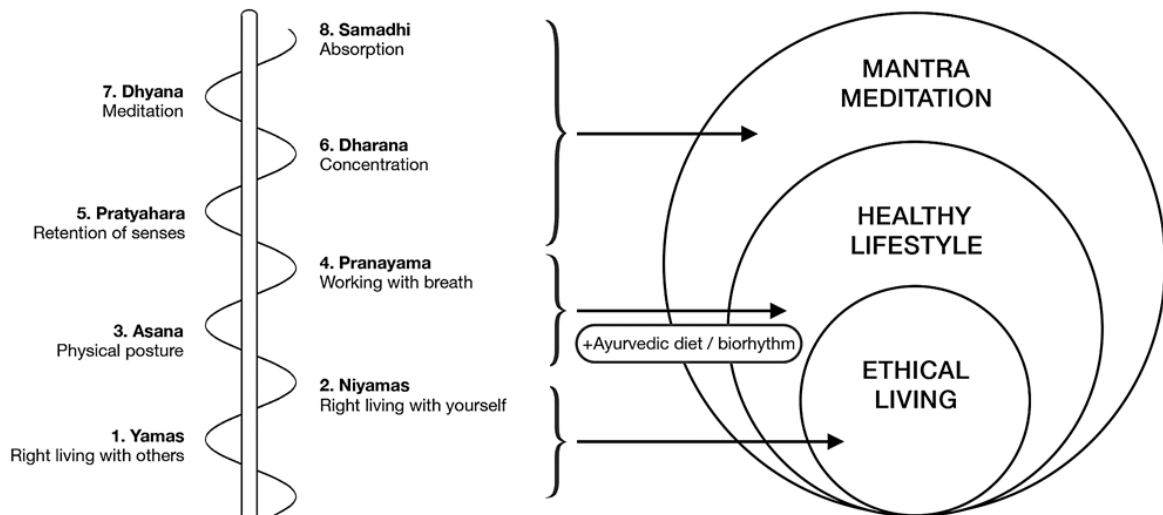 8. Samadhi
Absorption
7. Dhyana
Meditation
6. Dharana
Concentration
5. Pratyahara
Retention of senses
4. Pranayama
Working with breath
3. Asana
Physical posture
2. Niyamas
Right living with yourself
1. Yamas
Right living with others
+Ayurvedic diet / biorhythm
MANTRA
MEDITATION
HEALTHY
LIFESTYLE
ETHICAL
LIVING